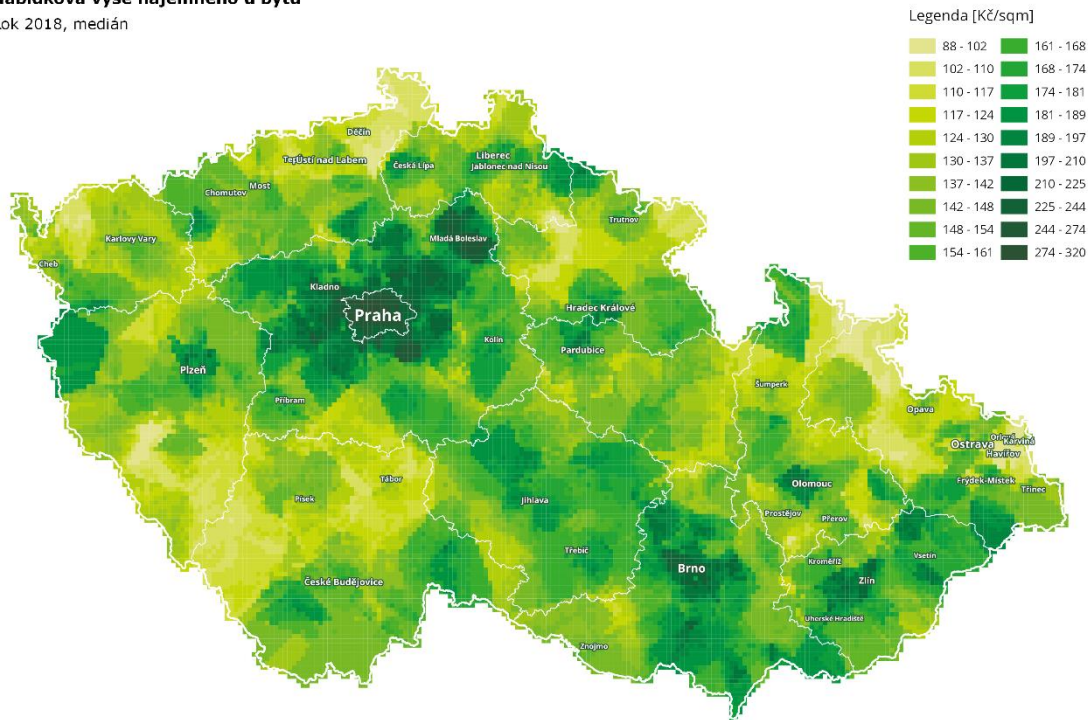 Nabídková výše nájemného u bytů
Rok 2018, medián
Legenda [Kč/sqm]
88 - 102 161 - 168
102 - 110 168 - 174
110 - 117 174 - 181
117 - 124 181 - 189
124 - 130 189 - 197
130 - 137 197 - 210
137 - 142 210 - 225
142 - 148 225 - 244
148 - 154 244 - 274
154 - 161 274 - 320
Děčín
Ústí nad Labem
Česká Lípa
Liberec
Jablonec nad Nisou
Chomutov
Most
Trutnov
Karlovy Vary
Mladá Boleslav
Cheb
Kladno
Praha
Hradec Králové
Kolín
Pardubice
Plzeň
Příbram
Šumperk
Opava
Ostrava
Karviná
Havířov
Tábor
Písek
Jihlava
Olomouc
Frýdek-Místek
Třinec
Prostějov
Přerov
Třebíč
Brno
Kroměříž
Vsetín
Zlín
České Budějovice
Uherské Hradiště
Znojmo